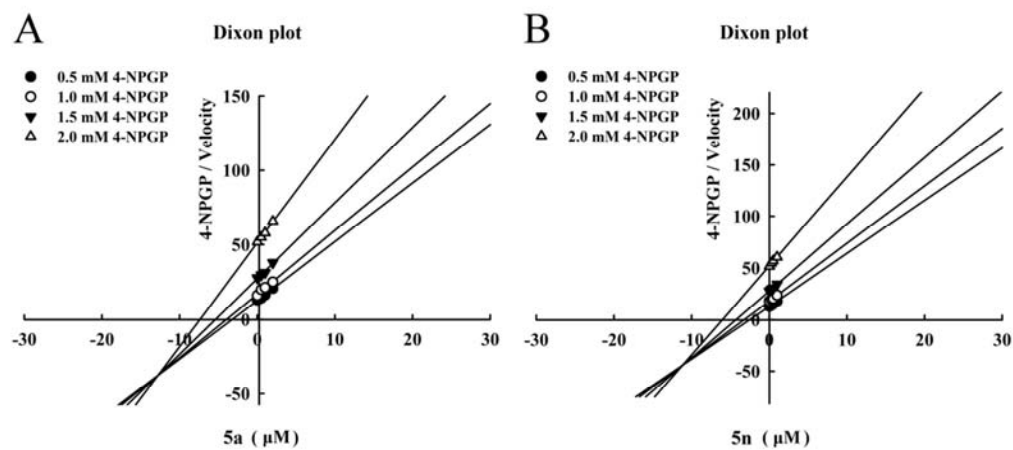 A
Dixon plot
0.5 mM 4-NPGP
1.0 mM 4-NPGP
1.5 mM 4-NPGP
2.0 mM 4-NPGP
4-NPGP / Velocity
150
100
50
0
-50
-30 -20 -10 0 10 20 30
5a ( μM )
B
Dixon plot
0.5 mM 4-NPGP
1.0 mM 4-NPGP
1.5 mM 4-NPGP
2.0 mM 4-NPGP
4-NPGP / Velocity
200
150
100
50
0
-50
-30 -20 -10 0 10 20 30
5n ( μM )